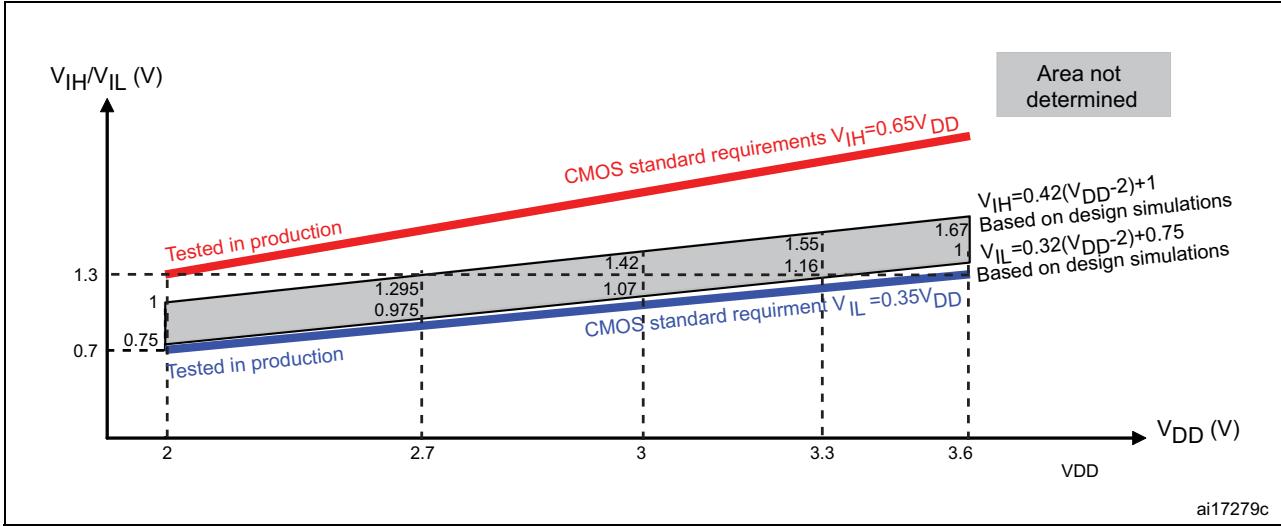 VIH/VIL (V)
Area not
determined
CMOS standard requirements VIH=0.65VDD
Tested in production
VIH=0.42(VDD-2)+1
Based on design simulations
VIL=0.32(VDD-2)+0.75
Based on design simulations
1.3
1
0.75
0.7
1.295
0.975
1.42
1.07
1.55
1.16
1.67
1
CMOS standard requirment VIL=0.35VDD
Tested in production
2
2.7
3
3.3
3.6
VDD (V)
VDD
ai17279c